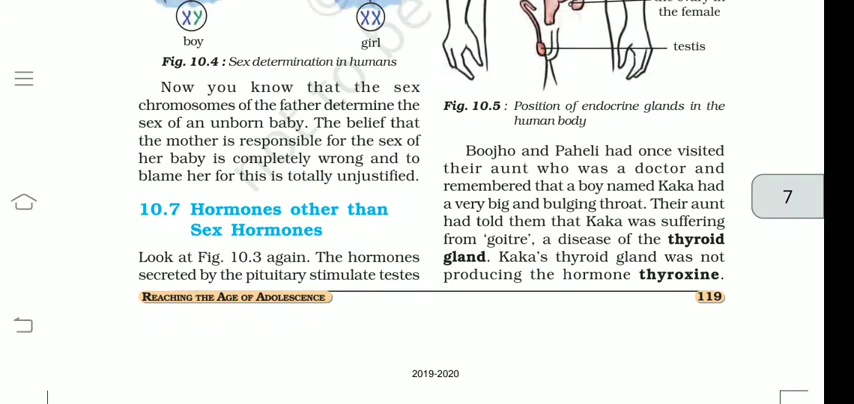 XY
boy
XX
girl
Fig. 10.4 : Sex determination in humans
Now you know that the sex
chromosomes of the father determine the
sex of an unborn baby. The belief that
the mother is responsible for the sex of
her baby is completely wrong and to
blame her for this is totally unjustified.
10.7 Hormones other than
Sex Hormones
Look at Fig. 10.3 again. The hormones
secreted by the pituitary stimulate testes
the female
testis
Fig. 10.5 : Position of endocrine glands in the
human body
Boojho and Paheli had once visited
their aunt who was a doctor and
remembered that a boy named Kaka had
a very big and bulging throat. Their aunt
had told them that Kaka was suffering
from ‘goitre’, a disease of the thyroid
gland. Kaka's thyroid gland was not
producing the hormone thyroxine.
REACHING THE AGE OF ADOLESCENCE
119
2019-2020
7
not to be